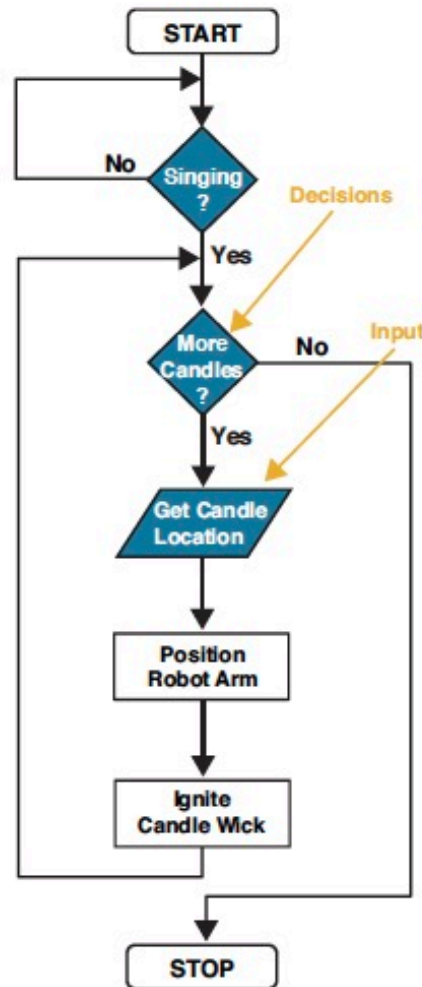 START
No
Singing
?
Decisions
Yes
Input
More
Candles
?
No
Yes
Get Candle
Location
Position
Robot Arm
Ignite
Candle Wick
STOP